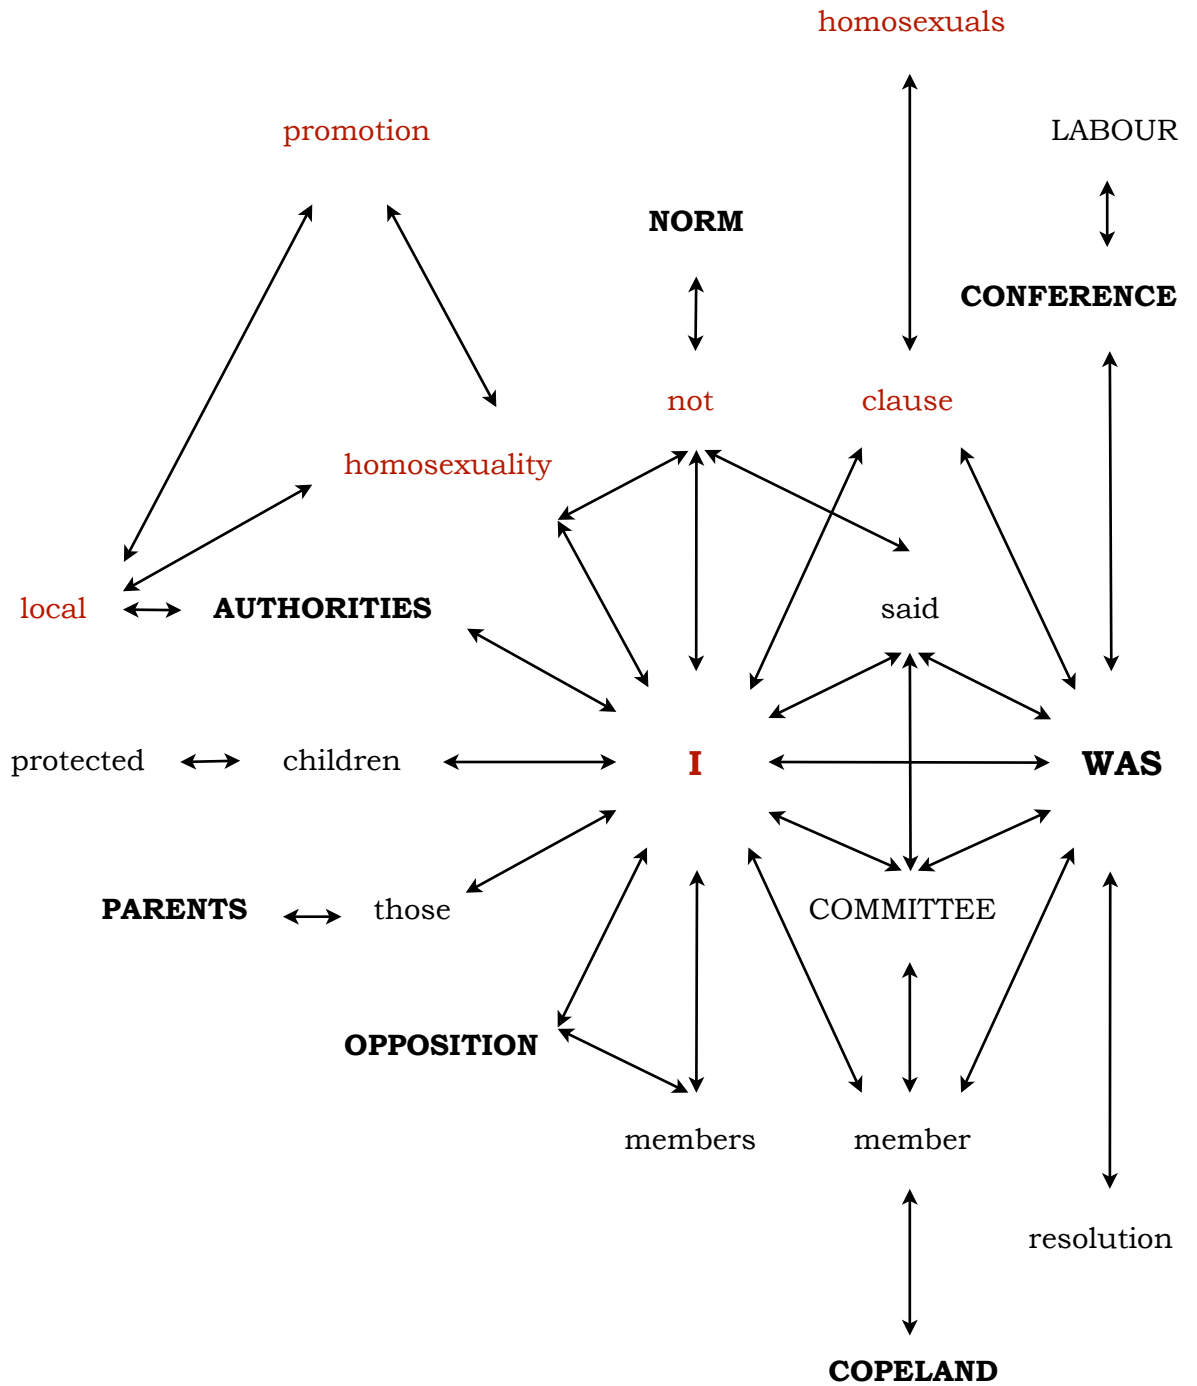 homosexuals
promotion
LABOUR
NORM
CONFERENCE
not
clause
homosexuality
local
AUTHORITIES
said
protected
children
I
WAS
PARENTS
those
COMMITTEE
OPPOSITION
members
member
resolution
COPELAND